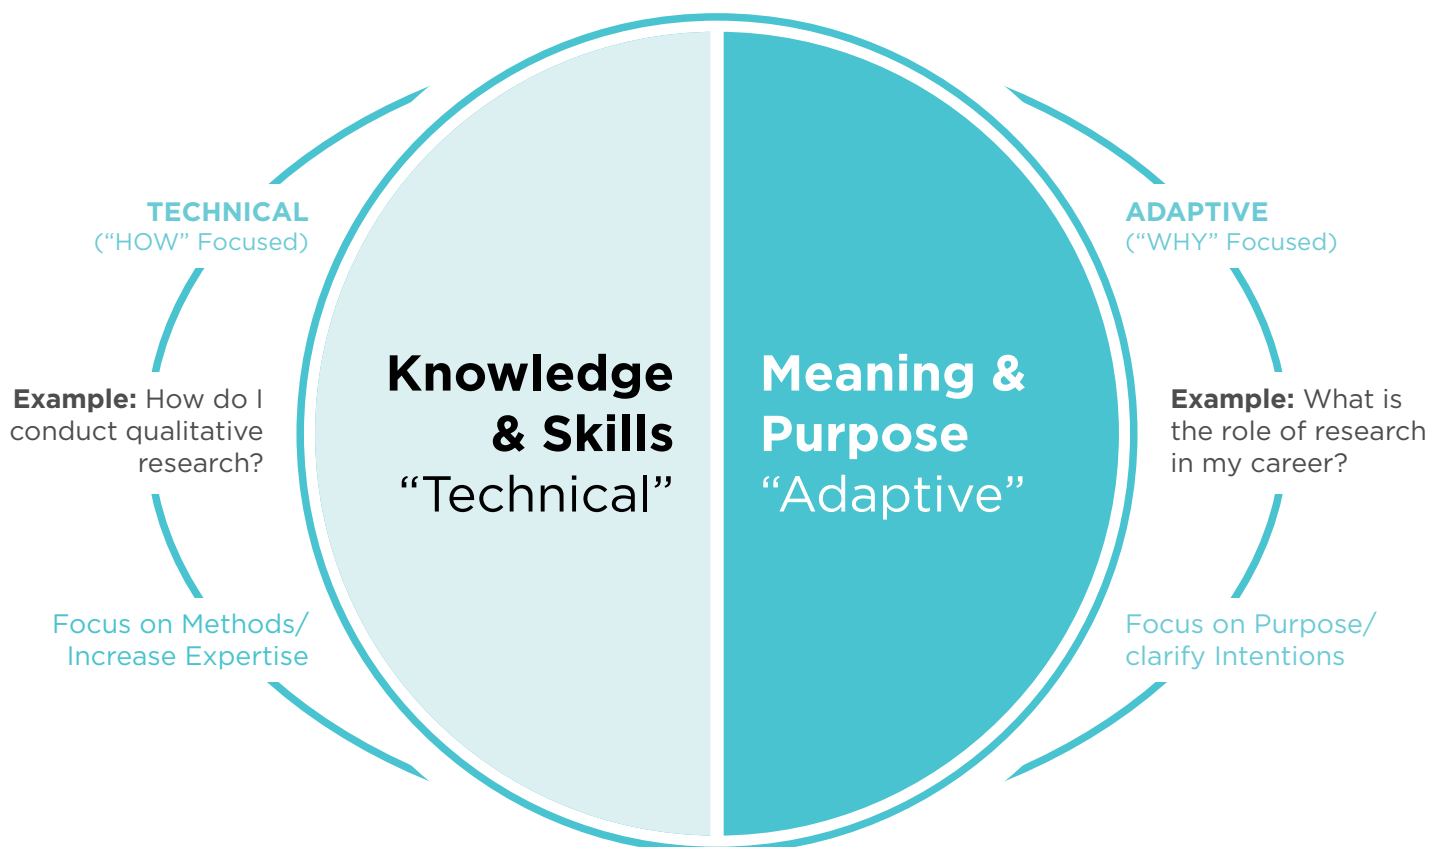 TECHNICAL
(“HOW” Focused)
Example: How do I
conduct qualitative
research?
Focus on Methods/
Increase Expertise
Knowledge
& Skills
“Technical”
Meaning &
Purpose
“Adaptive”
ADAPTIVE
(“WHY” Focused)
Example: What is
the role of research
in my career?
Focus on Purpose/
clarify Intentions